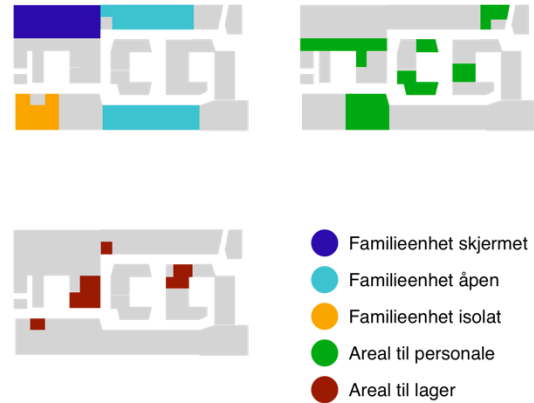 Familieenhet skjermet
Familieenhet åpen
Familieenhet isolat
Areal til personale
Areal til lager